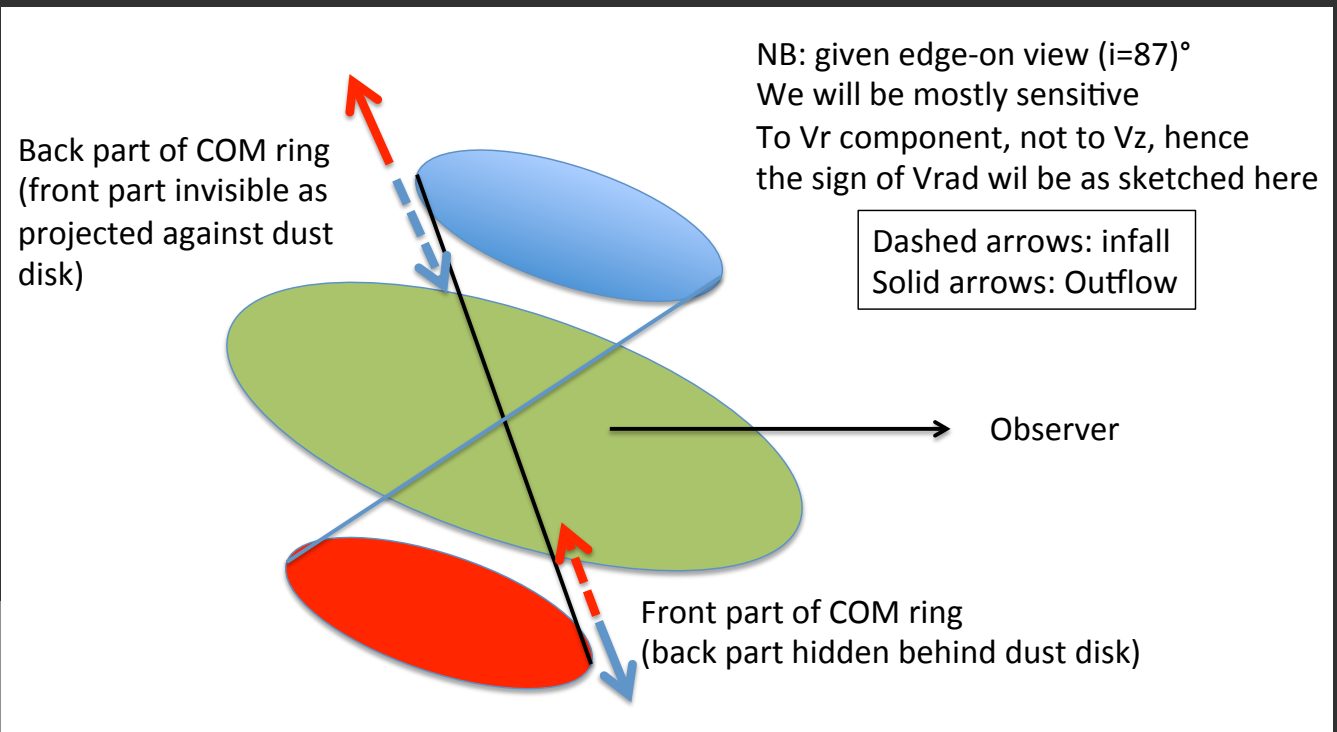 NB: given edge-on view (i=87)°
We will be mostly sensitive
To Vr component, not to Vz, hence
the sign of Vrad wil be as sketched here
Back part of COM ring
(front part invisible as
projected against dust
disk)
Dashed arrows: infall
Solid arrows: Outflow
Observer
Front part of COM ring
(back part hidden behind dust disk)